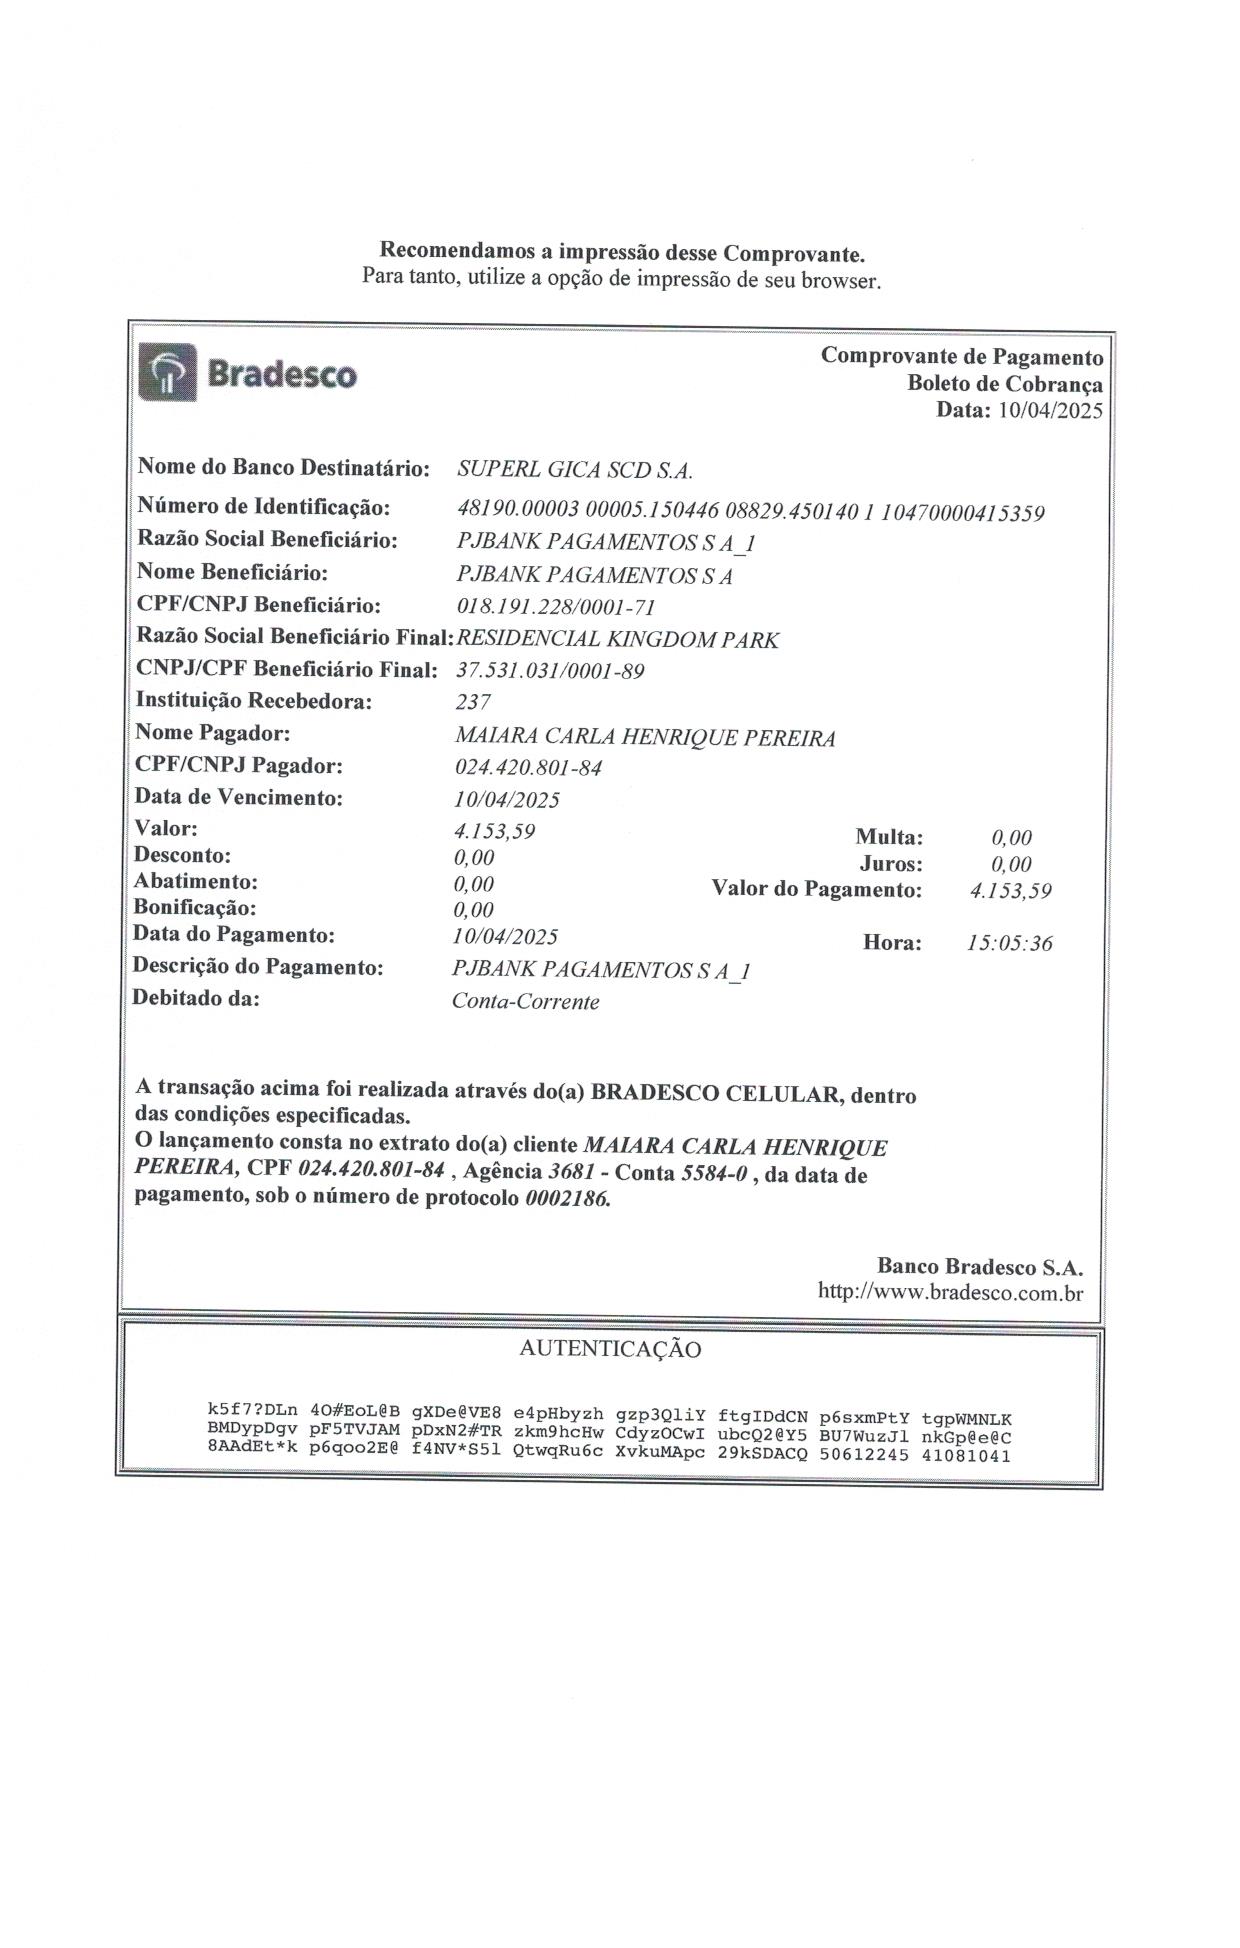 Recomendamos a impressão desse Comprovante.
Para tanto, utilize a opção de impressão de seu browser.
Bradesco
Comprovante de Pagamento
Boleto de Cobrança
Data: 10/04/2025
Nome do Banco Destinatário: SUPERL GICA SCD S.A.
Número de Identificação: 48190.00003 00005.150446 08829.450140 1 10470000415359
Razão Social Beneficiário: PJBANK PAGAMENTOS S A_1
Nome Beneficiário: PJBANK PAGAMENTOS S A
CPF/CNPJ Beneficiário: 018.191.228/0001-71
Razão Social Beneficiário Final: RESIDENCIAL KINGDOM PARK
CNPJ/CPF Beneficiário Final: 37.531.031/0001-89
Instituição Recebedora: 237
Nome Pagador: MAIARA CARLA HENRIQUE PEREIRA
CPF/CNPJ Pagador: 024.420.801-84
Data de Vencimento: 10/04/2025
Valor: 4.153,59 Multa: 0,00
Desconto: 0,00 Juros: 0,00
Abatimento: 0,00 Valor do Pagamento: 4.153,59
Bonificação: 0,00
Data do Pagamento: 10/04/2025 Hora: 15:05:36
Descrição do Pagamento: PJBANK PAGAMENTOS S A_1
Debitado da: Conta-Corrente
A transação acima foi realizada através do(a) BRADESCO CELULAR, dentro
das condições especificadas.
O lançamento consta no extrato do(a) cliente MAIARA CARLA HENRIQUE
PEREIRA, CPF 024.420.801-84 , Agência 3681 - Conta 5584-0 , da data de
pagamento, sob o número de protocolo 0002186.
Banco Bradesco S.A.
http://www.bradesco.com.br
AUTENTICAÇÃO
k5f7?DLn 4O#EoL@B gXDe@VE8 e4pHbyzh gzp3QliY ftgIDdCN p6sxmPtY tgpWMNLK
BMDypDgv pF5TVJAM pDxN2#TR zkm9hcHw CdyzOCwI ubcQ2@Y5 BU7WuzJl nkGp@e@C
8AAdEt*k p6qoo2E@ f4NV*S5l QtwqRu6c XvkuMApc 29kSDACQ 50612245 41081041